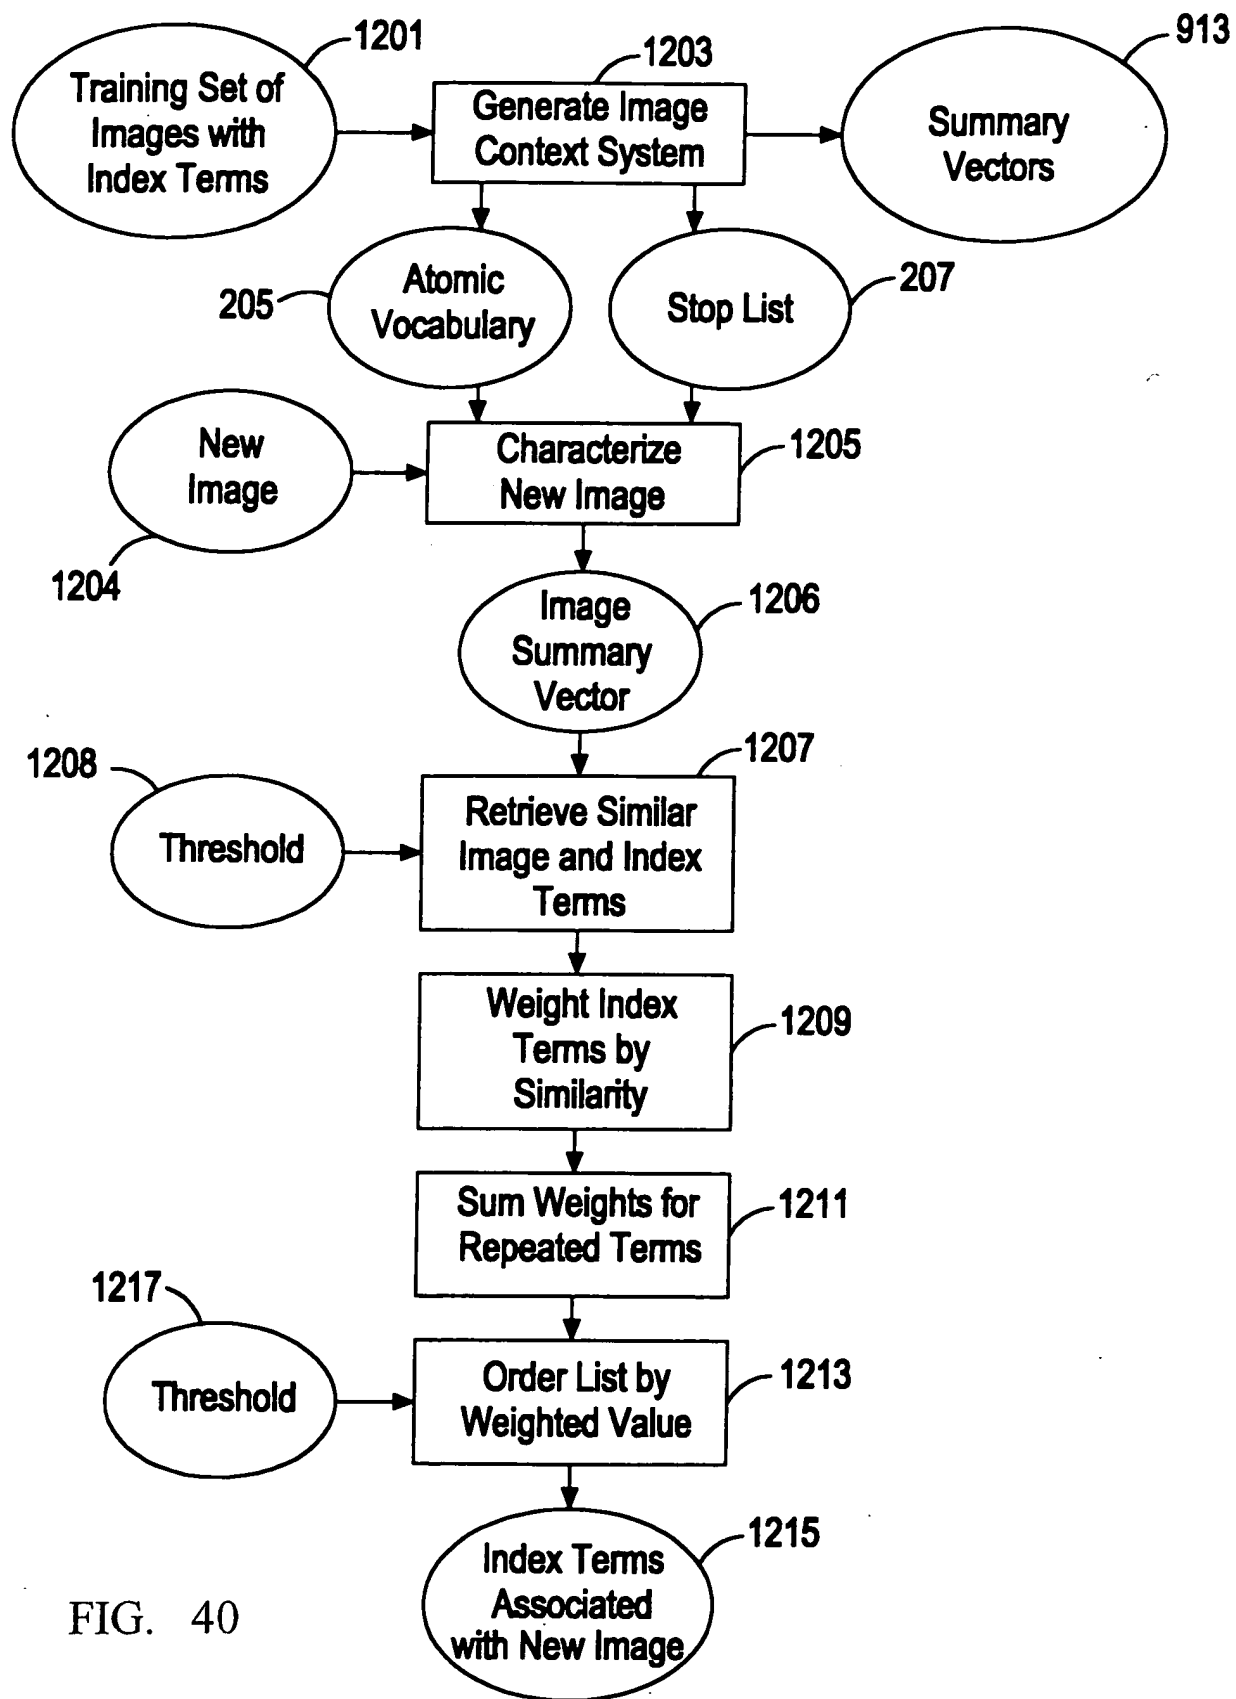 1201
Training Set of
Images with
Index Terms
1203
Generate Image
Context System
913
Summary
Vectors
205
Atomic
Vocabulary
207
Stop List
New
Image
1204
Characterize
New Image
1205
Image
Summary
Vector
1206
1208
Threshold
1207
Retrieve Similar
Image and Index
Terms
Weight Index
Terms by
Similarity
1209
Sum Weights for
Repeated Terms
1211
1217
Threshold
Order List by
Weighted Value
1213
Index Terms
Associated
with New Image
1215
FIG. 40